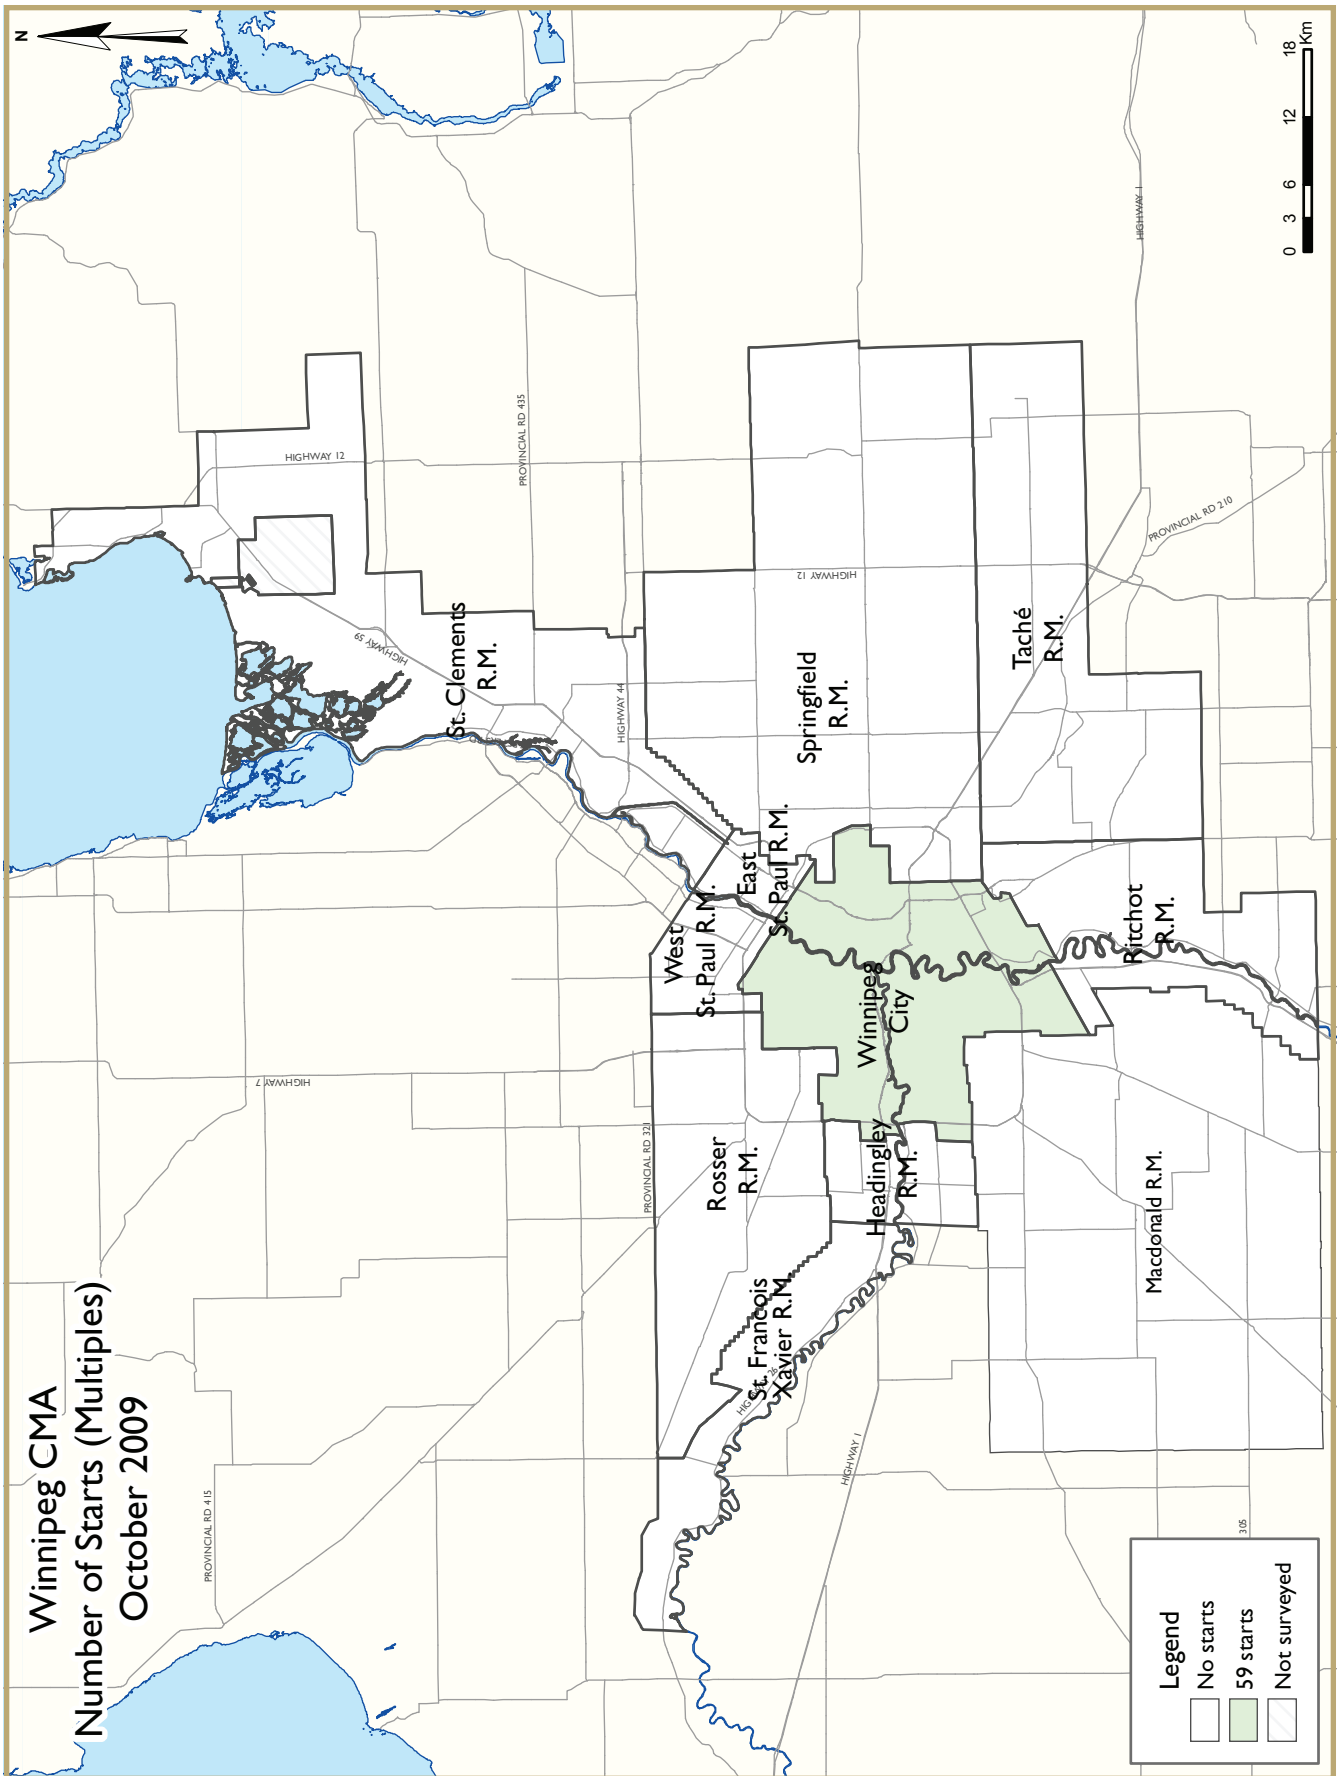 Winnipeg CMA
Number of Starts (Multiples)
October 2009
N
PROVINCIAL RD 415
HIGHWAY 7
HIGHWAY 12
HIGHWAY 59
PROVINCIAL RD 435
St. Clements
R.M.
HIGHWAY 44
PROVINCIAL RD 321
West
St. Paul R.M.
East
St. Paul R.M.
Rosser
R.M.
Springfield
R.M.
HIGHWAY 12
St. Francois
Xavier R.M.
Winnipeg
City
Headingley
R.M.
HIGHWAY 1
Taché
R.M.
HIGHWAY 1
PROVINCIAL RD 210
Ritchot
R.M.
Macdonald R.M.
305
Legend
No starts
59 starts
Not surveyed
0 3 6 12 18
Km